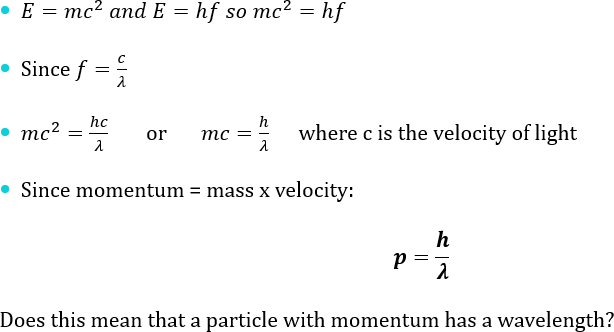 • E = mc² and E = hf so mc² = hf
• Since f = c/λ
• mc² = hc/λ or mc = h/λ where c is the velocity of light
• Since momentum = mass x velocity:
p = h/λ
Does this mean that a particle with momentum has a wavelength?